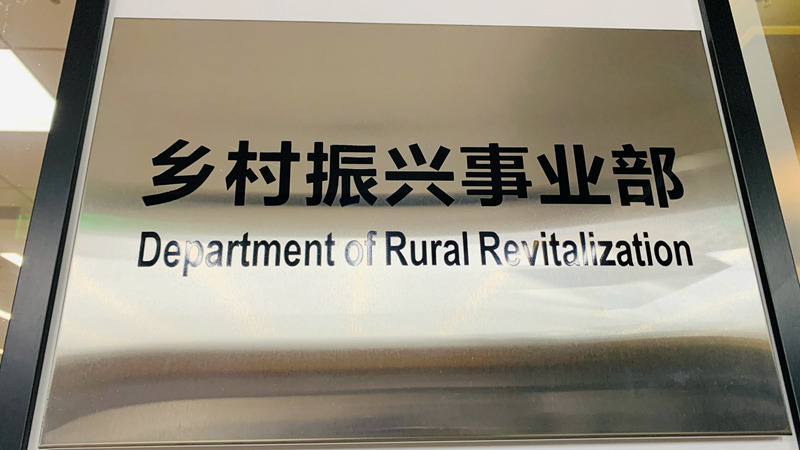 乡村振兴事业部
Department of Rural Revitalization